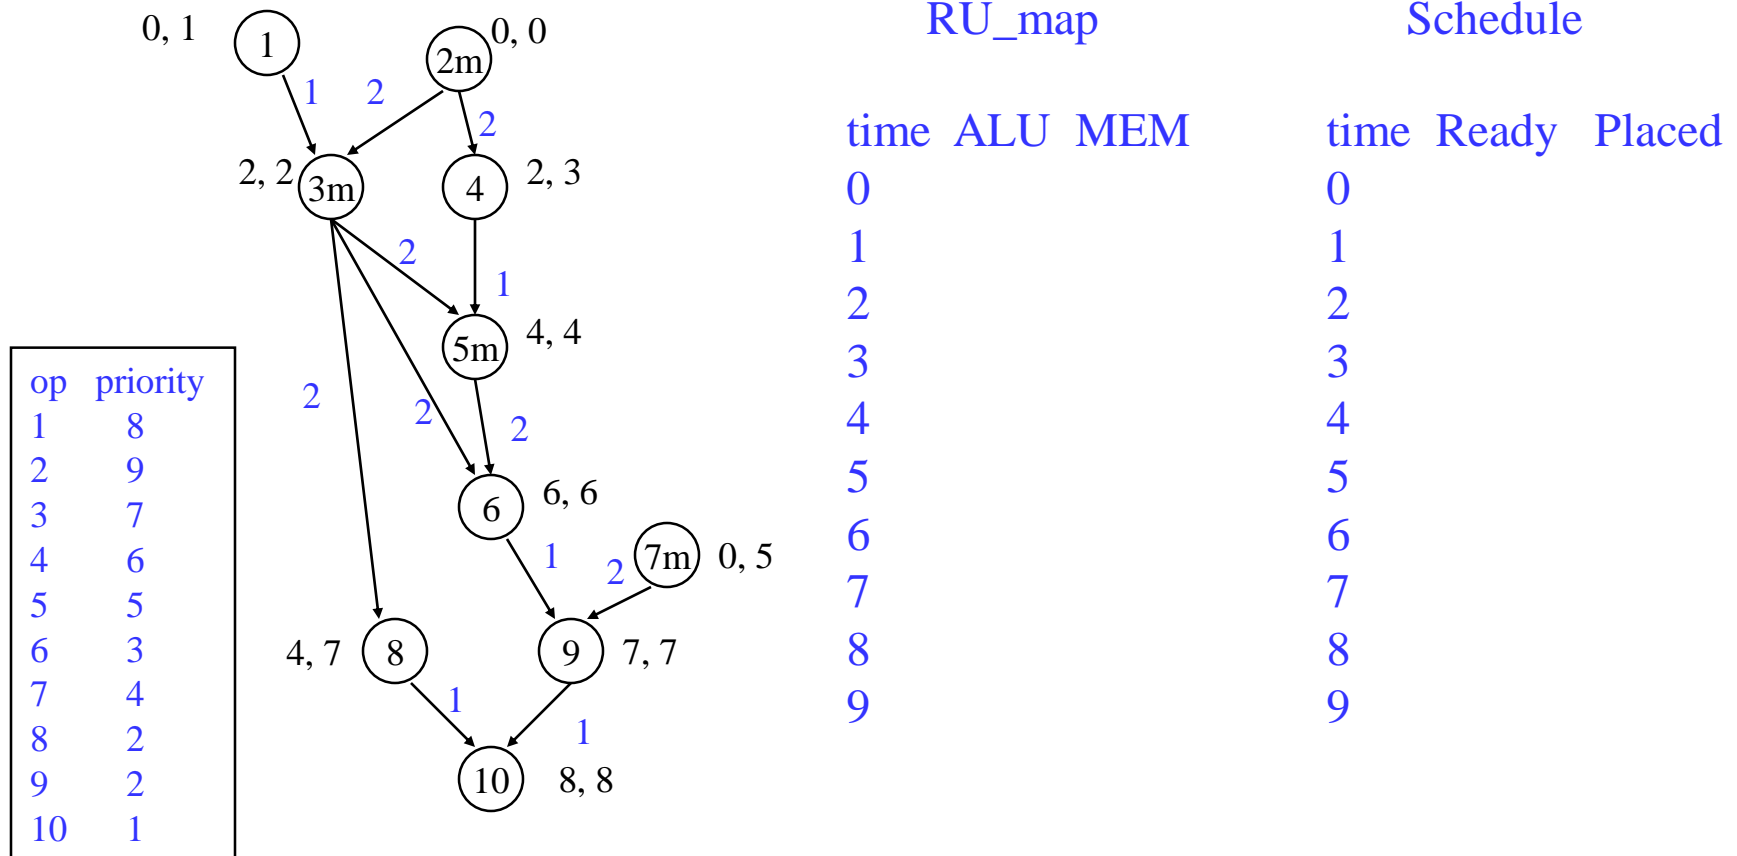 RU_map Schedule
0, 1 1 2m 0, 0
1 2 2
time ALU MEM time Ready Placed
2, 2 3m 4 2, 3
0 0
1 1
2 1
2 2
5m 4, 4
3 3
op priority
1 8
2 9
3 7
4 6
5 5
6 3
7 4
8 2
9 2
10 1
2 2 2
4 4
6 6, 6
5 5
1 2 7m 0, 5
6 6
7 7
4, 7 8 9 7, 7
8 8
1 1
9 9
10 8, 8